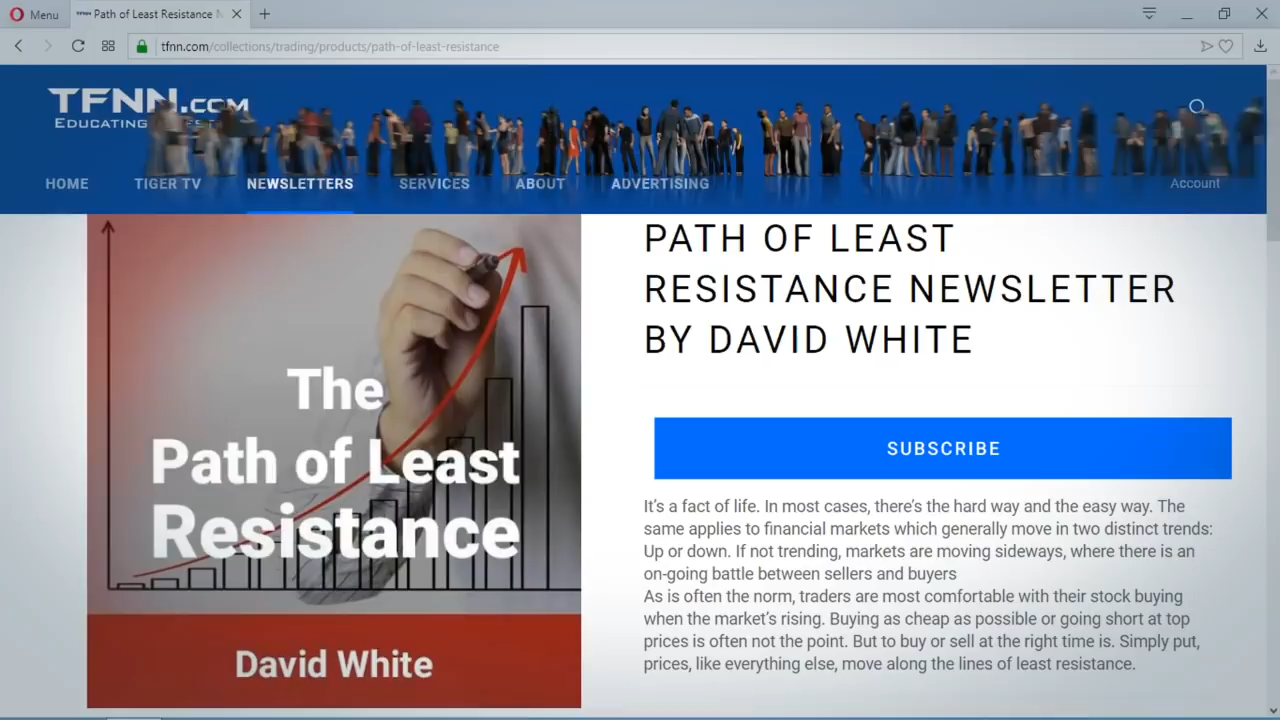 Menu
Path of Least Resistance
tfnn.com/collections/trading/products/path-of-least-resistance
TFNN.COM
EDUCATING
HOME
TIGER TV
NEWSLETTERS
SERVICES
ABOUT
ADVERTISING
Account
The
Path of Least
Resistance
David White
PATH OF LEAST
RESISTANCE NEWSLETTER
BY DAVID WHITE
SUBSCRIBE
It’s a fact of life. In most cases, there’s the hard way and the easy way. The
same applies to financial markets which generally move in two distinct trends:
Up or down. If not trending, markets are moving sideways, where there is an
on-going battle between sellers and buyers
As is often the norm, traders are most comfortable with their stock buying
when the market’s rising. Buying as cheap as possible or going short at top
prices is often not the point. But to buy or sell at the right time is. Simply put,
prices, like everything else, move along the lines of least resistance.